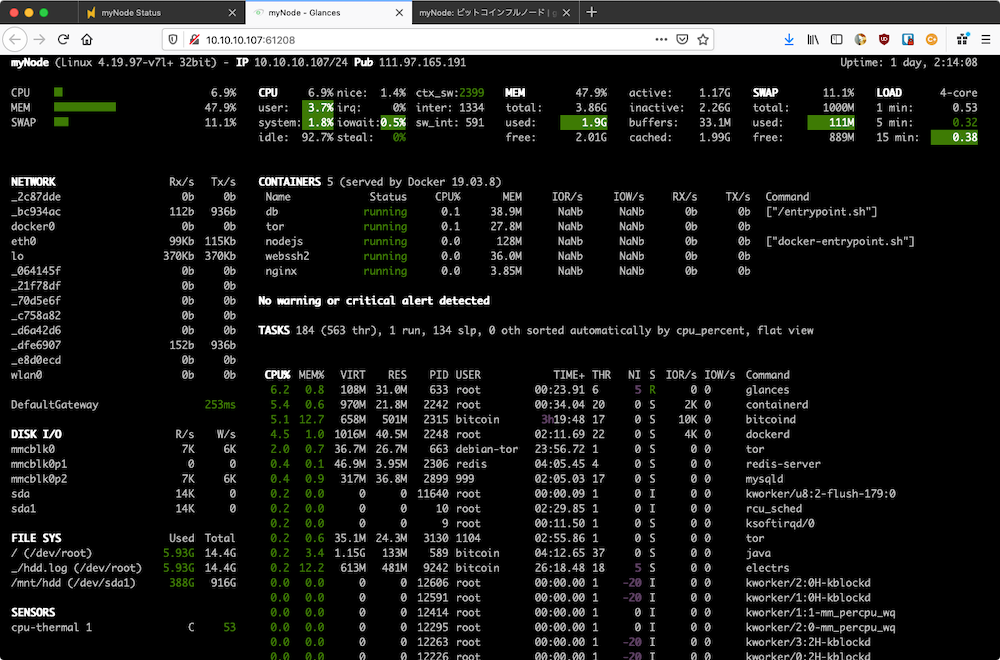 myNode Status
myNode - Glances
myNode: ビットコインフルノード | g
10.10.10.107:61208
myNode (Linux 4.19.97-v7l+ 32bit) - IP 10.10.10.107/24 Pub 111.97.165.191 Uptime: 1 day, 2:14:08
CPU 6.9% CPU 6.9% nice: 1.4% ctx_sw:2399 MEM 47.9% active: 1.17G SWAP 11.1% LOAD 4-core
MEM 47.9% user: 3.7% irq: 0% inter: 1334 total: 3.86G inactive: 2.26G total: 1000M 1 min: 0.53
SWAP 11.1% system: 1.8% iowait:0.5% sw_int: 591 used: 1.9G buffers: 33.1M used: 111M 5 min: 0.32
idle: 92.7% steal: 0% free: 2.01G cached: 1.99G free: 889M 15 min: 0.38
NETWORK Rx/s Tx/s CONTAINERS 5 (served by Docker 19.03.8)
_2c87dde 0b 0b Name Status CPU% MEM IOR/s IOW/s RX/s TX/s Command
_bc934ac 112b 936b db running 0.1 38.9M NaNb NaNb 0b 0b ["/entrypoint.sh"]
docker0 0b 0b tor running 0.1 27.8M NaNb NaNb 0b 0b
eth0 99Kb 115Kb nodejs running 0.0 128M NaNb NaNb 0b 0b ["docker-entrypoint.sh"]
lo 370Kb 370Kb webssh2 running 0.0 36.0M NaNb NaNb 0b 0b
_064145f 0b 0b nginx running 0.0 3.85M NaNb NaNb 0b 0b
_21f78df 0b 0b
_70d5e6f 0b 0b No warning or critical alert detected
_c758a82 0b 0b
_d6a42d6 0b 0b TASKS 184 (563 thr), 1 run, 134 slp, 0 oth sorted automatically by cpu_percent, flat view
_dfe6907 152b 936b
_e8d0ecd 0b 0b
wlan0 0b 0b CPU% MEM% VIRT RES PID USER TIME+ THR NI S IOR/s IOW/s Command
6.2 0.8 108M 31.0M 633 root 00:23.91 6 5 R 0 0 glances
DefaultGateway 253ms 5.4 0.6 970M 21.8M 2242 root 00:34.04 20 0 S 2K 0 containerd
5.1 12.7 658M 501M 2315 bitcoin 3h19:48 17 0 S 10K 0 bitcoind
DISK I/O R/s W/s 4.5 1.0 1016M 40.5M 2248 root 02:11.69 22 0 S 4K 0 dockerd
mmcblk0 7K 6K 2.0 0.7 36.7M 26.7M 663 debian-tor 23:56.72 1 0 S 0 0 tor
mmcblk0p1 0 0 0.4 0.1 46.9M 3.95M 2306 redis 04:05.45 4 0 S 0 0 redis-server
mmcblk0p2 7K 6K 0.4 0.9 317M 36.8M 2899 999 02:05.03 17 0 S 0 0 mysqld
sda 14K 0 0.2 0.0 0 0 11640 root 00:00.09 1 0 I 0 0 kworker/u8:2-flush-179:0
sda1 14K 0 0.2 0.0 0 0 10 root 02:29.85 1 0 I 0 0 rcu_sched
0.2 0.0 0 0 9 root 00:11.50 1 0 S 0 0 ksoftirqd/0
FILE SYS Used Total 0.2 0.6 35.1M 24.3M 3130 1104 02:55.86 1 0 S 0 0 tor
/ (/dev/root) 5.93G 14.4G 0.2 3.4 1.15G 133M 589 bitcoin 04:12.65 37 0 S 0 0 java
_/hdd.log (/dev/root) 5.93G 14.4G 0.2 12.2 613M 481M 9242 bitcoin 26:18.48 18 5 S 0 0 electrs
/mnt/hdd (/dev/sda1) 388G 916G 0.0 0.0 0 0 12606 root 00:00.00 1 -20 I 0 0 kworker/2:0H-kblockd
0.0 0.0 0 0 12591 root 00:00.00 1 -20 I 0 0 kworker/1:0H-kblockd
SENSORS 0.0 0.0 0 0 12414 root 00:00.00 1 0 I 0 0 kworker/1:1-mm_percpu_wq
cpu-thermal 1 C 53 0.0 0.0 0 0 12295 root 00:00.00 1 0 I 0 0 kworker/2:0-mm_percpu_wq
0.0 0.0 0 0 12263 root 00:00.00 1 -20 I 0 0 kworker/3:2H-kblockd
0.0 0.0 0 0 12226 root 00:00.00 1 -20 I 0 0 kworker/0:2H-kblockd